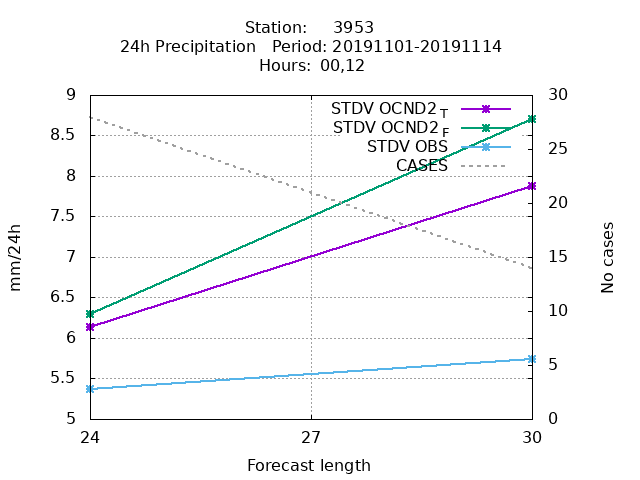 Station: 3953
24h Precipitation Period: 20191101-20191114
Hours: 00,12
9 30
STDV OCND2 T
8.5 STDV OCND2 F
25
STDV OBS
CASES
8
7.5 20
7 15
6.5
6 10
5.5 5
5 0
mm/24h
No cases
24 27 30
Forecast length